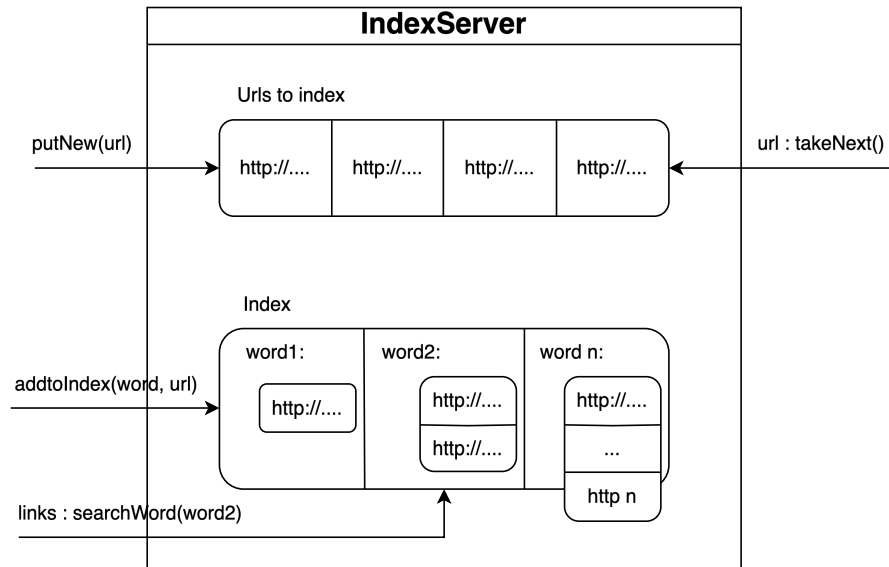 IndexServer
Urls to index
putNew(url)
http://.... http://.... http://.... http://....
url : takeNext()
Index
word1: word2: word n:
addtoIndex(word, url)
http://....
http://....
http://....
http://....
...
http n
links : searchWord(word2)